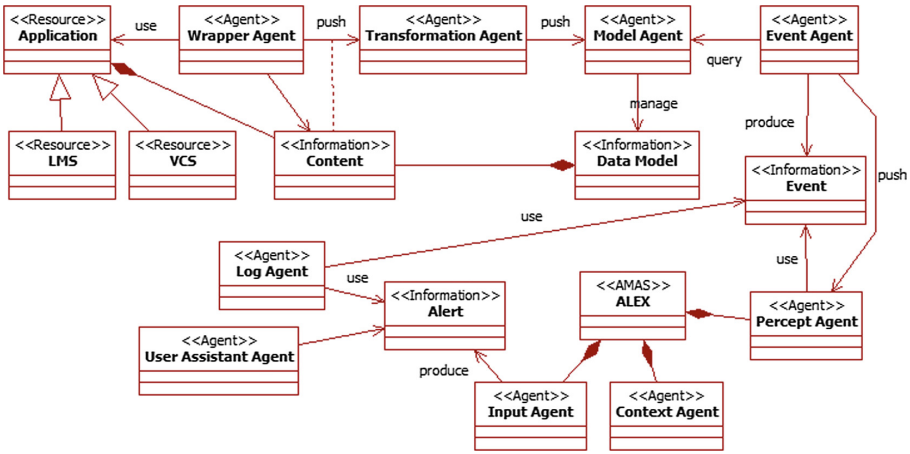 <<Resource>>
Application
use
<<Agent>>
Wrapper Agent
push
<<Agent>>
Transformation Agent
push
<<Agent>>
Model Agent
query
<<Agent>>
Event Agent
manage
produce
push
<<Resource>>
LMS
<<Resource>>
VCS
<<Information>>
Content
<<Information>>
Data Model
<<Information>>
Event
use
<<Agent>>
Log Agent
use
use
<<Information>>
Alert
<<AMAS>>
ALEX
<<Agent>>
Percept Agent
<<Agent>>
User Assistant Agent
produce
<<Agent>>
Input Agent
<<Agent>>
Context Agent